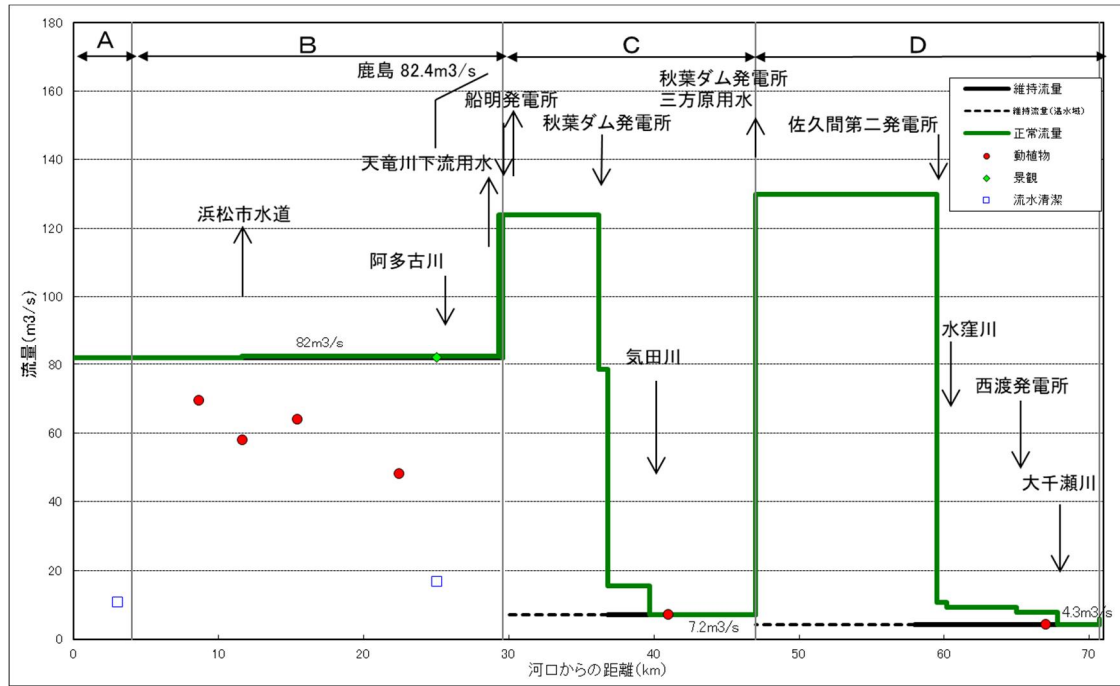 180
160
140
120
100
80
60
40
20
0
流量(m3/s)
A
B
C
D
鹿島 82.4m3/s
船明発電所
天竜川下流用水
浜松市水道
阿多古川
82m3/s
秋葉ダム発電所
気田川
7.2m3/s
秋葉ダム発電所
三方原用水
佐久間第二発電所
水窪川
西渡発電所
大千瀬川
4.3m3/s
維持流量
維持流量(湛水域)
正常流量
動植物
景観
流水清潔
0
10
20
30
40
50
60
70
河口からの距離(km)